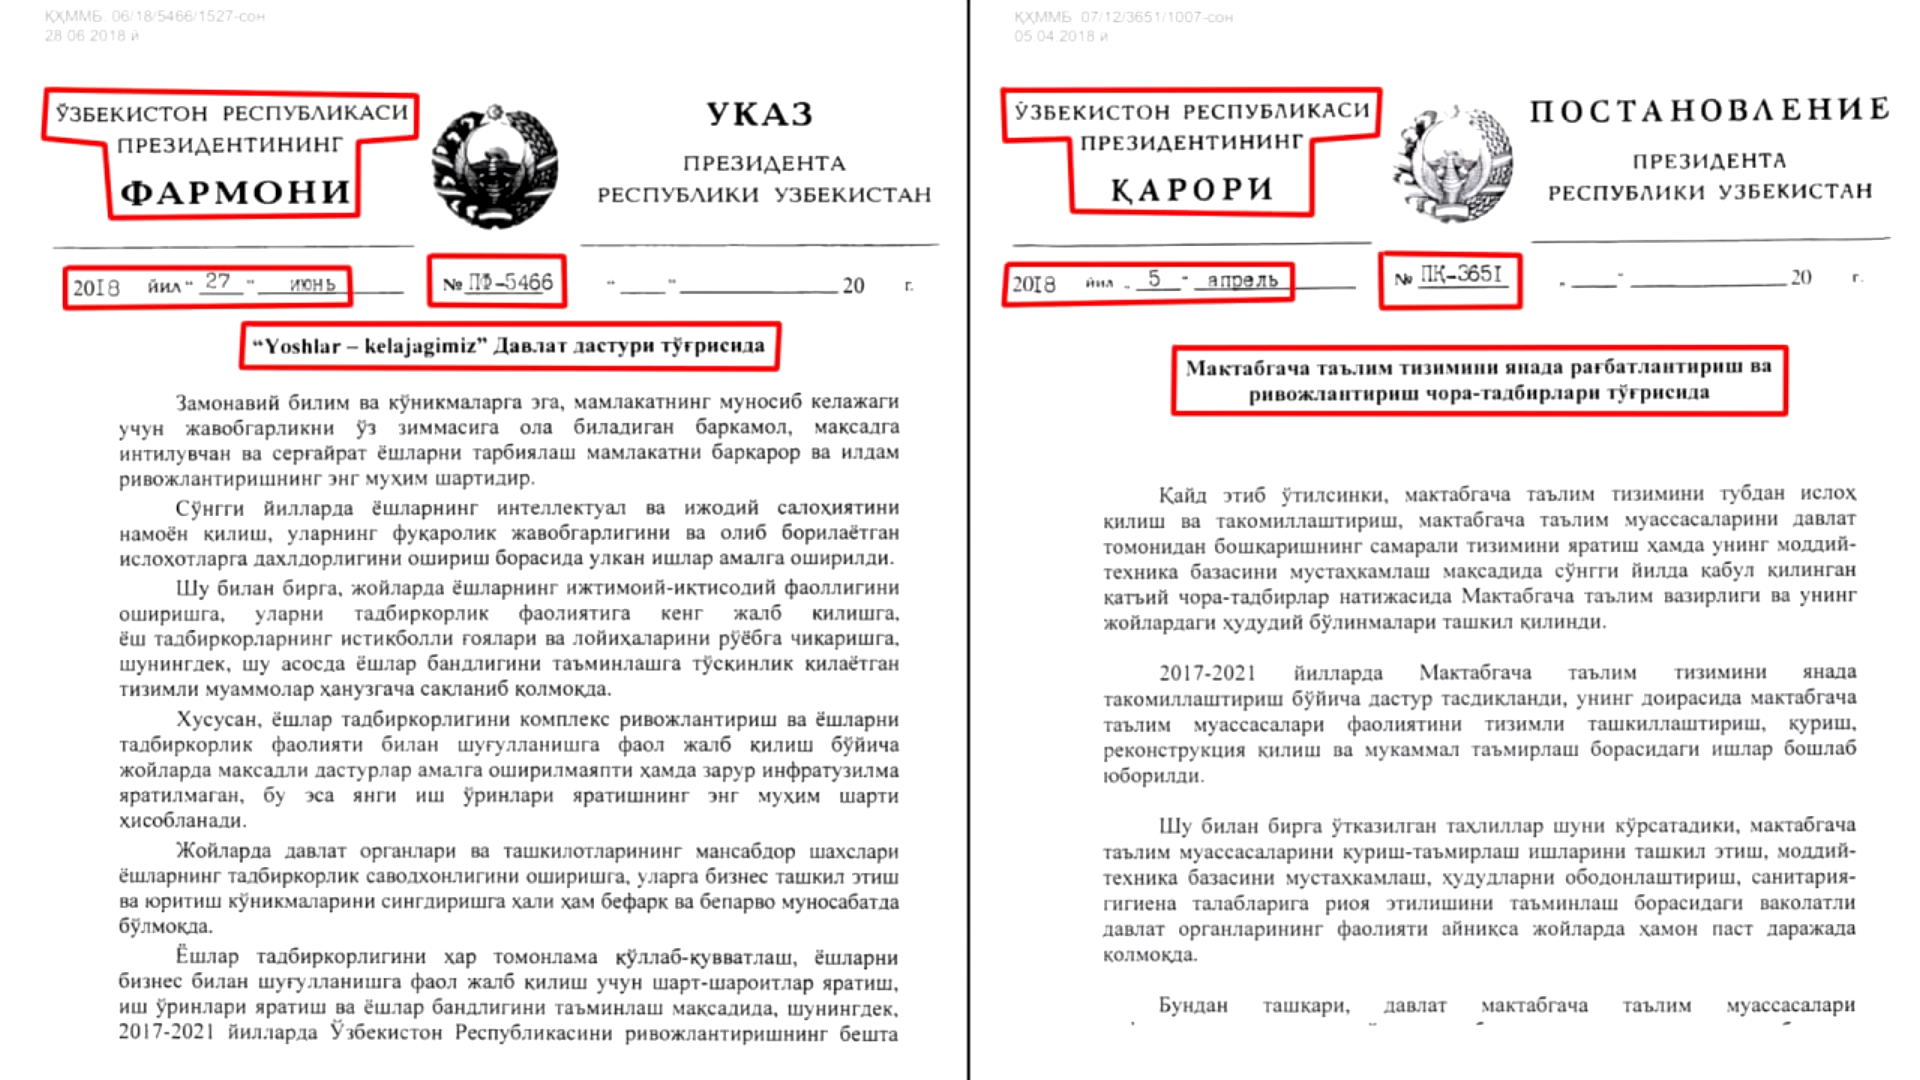 ҚҲММБ. 06/18/5466/1527-сон
28.06.2018 й
ЎЗБЕКИСТОН РЕСПУБЛИКАСИ
ПРЕЗИДЕНТИНИНГ
ФАРМОНИ
УКАЗ
ПРЕЗИДЕНТА
РЕСПУБЛИКИ УЗБЕКИСТАН
2018 йил “ 27 ” июнь
№ ПФ-5466
“ ” 20 г.
“Yoshlar – kelajagimiz” Давлат дастури тўғрисида
Замонавий билим ва кўникмаларга эга, мамлакатнинг муносиб келажаги
учун жавобгарликни ўз зиммасига ола биладиган баркамол, мақсадга
интилувчан ва серғайрат ёшларни тарбиялаш мамлакатни барқарор ва илдам
ривожлантиришнинг энг муҳим шартидир.
Сўнгги йилларда ёшларнинг интеллектуал ва ижодий салоҳиятини
намоён қилиш, уларнинг фуқаролик жавобгарлигини ва олиб борилаётган
ислоҳотларга дахлдорлигини ошириш борасида улкан ишлар амалга оширилди.
Шу билан бирга, жойларда ёшларнинг ижтимоий-иқтисодий фаоллигини
оширишга, уларни тадбиркорлик фаолиятига кенг жалб қилишга,
ёш тадбиркорларнинг истиқболли ғоялари ва лойиҳаларини рўёбга чиқаришга,
шунингдек, шу асосда ёшлар бандлигини таъминлашга тўсқинлик қилаётган
тизимли муаммолар ҳанузгача сақланиб қолмоқда.
Хусусан, ёшлар тадбиркорлигини комплекс ривожлантириш ва ёшларни
тадбиркорлик фаолияти билан шуғулланишга фаол жалб қилиш бўйича
жойларда мақсадли дастурлар амалга оширилмаяпти ҳамда зарур инфратузилма
яратилмаган, бу эса янги иш ўринлари яратишнинг энг муҳим шарти
ҳисобланади.
Жойларда давлат органлари ва ташкилотларининг мансабдор шахслари
ёшларнинг тадбиркорлик саводхонлигини оширишга, уларга бизнес ташкил этиш
ва юритиш кўникмаларини сингдиришга ҳали ҳам бефарқ ва бепарво муносабатда
бўлмоқда.
Ёшлар тадбиркорлигини ҳар томонлама қўллаб-қувватлаш, ёшларни
бизнес билан шуғулланишга фаол жалб қилиш учун шарт-шароитлар яратиш,
иш ўринлари яратиш ва ёшлар бандлигини таъминлаш мақсадида, шунингдек,
2017-2021 йилларда Ўзбекистон Республикасини ривожлантиришнинг бешта
ҚҲММБ. 07/12/3651/1007-сон
05.04.2018 й
ЎЗБЕКИСТОН РЕСПУБЛИКАСИ
ПРЕЗИДЕНТИНИНГ
ҚАРОРИ
ПОСТАНОВЛЕНИЕ
ПРЕЗИДЕНТА
РЕСПУБЛИКИ УЗБЕКИСТАН
2018 йил „ 5 “ апрель
№ ПҚ-3651
„ “ 20 г.
Мактабгача таълим тизимини янада рағбатлантириш ва
ривожлантириш чора-тадбирлари тўғрисида
Қайд этиб ўтилсинки, мактабгача таълим тизимини тубдан ислоҳ
қилиш ва такомиллаштириш, мактабгача таълим муассасаларини давлат
томонидан бошқаришнинг самарали тизимини яратиш ҳамда унинг моддий-
техника базасини мустаҳкамлаш мақсадида сўнгги йилда қабул қилинган
қатъий чора-тадбирлар натижасида Мактабгача таълим вазирлиги ва унинг
жойлардаги ҳудудий бўлинмалари ташкил қилинди.
2017-2021 йилларда Мактабгача таълим тизимини янада
такомиллаштириш бўйича дастур тасдиқланди, унинг доирасида мактабгача
таълим муассасалари фаолиятини тизимли ташкиллаштириш, қуриш,
реконструкция қилиш ва мукаммал таъмирлаш борасидаги ишлар бошлаб
юборилди.
Шу билан бирга ўтказилган таҳлиллар шуни кўрсатадики, мактабгача
таълим муассасаларини қуриш-таъмирлаш ишларини ташкил этиш, моддий-
техника базасини мустаҳкамлаш, ҳудудларни ободонлаштириш, санитария-
гигиена талабларига риоя этилишини таъминлаш борасидаги ваколатли
давлат органларининг фаолияти айниқса жойларда ҳамон паст даражада
қолмоқда.
Бундан ташқари, давлат мактабгача таълим муассасалари